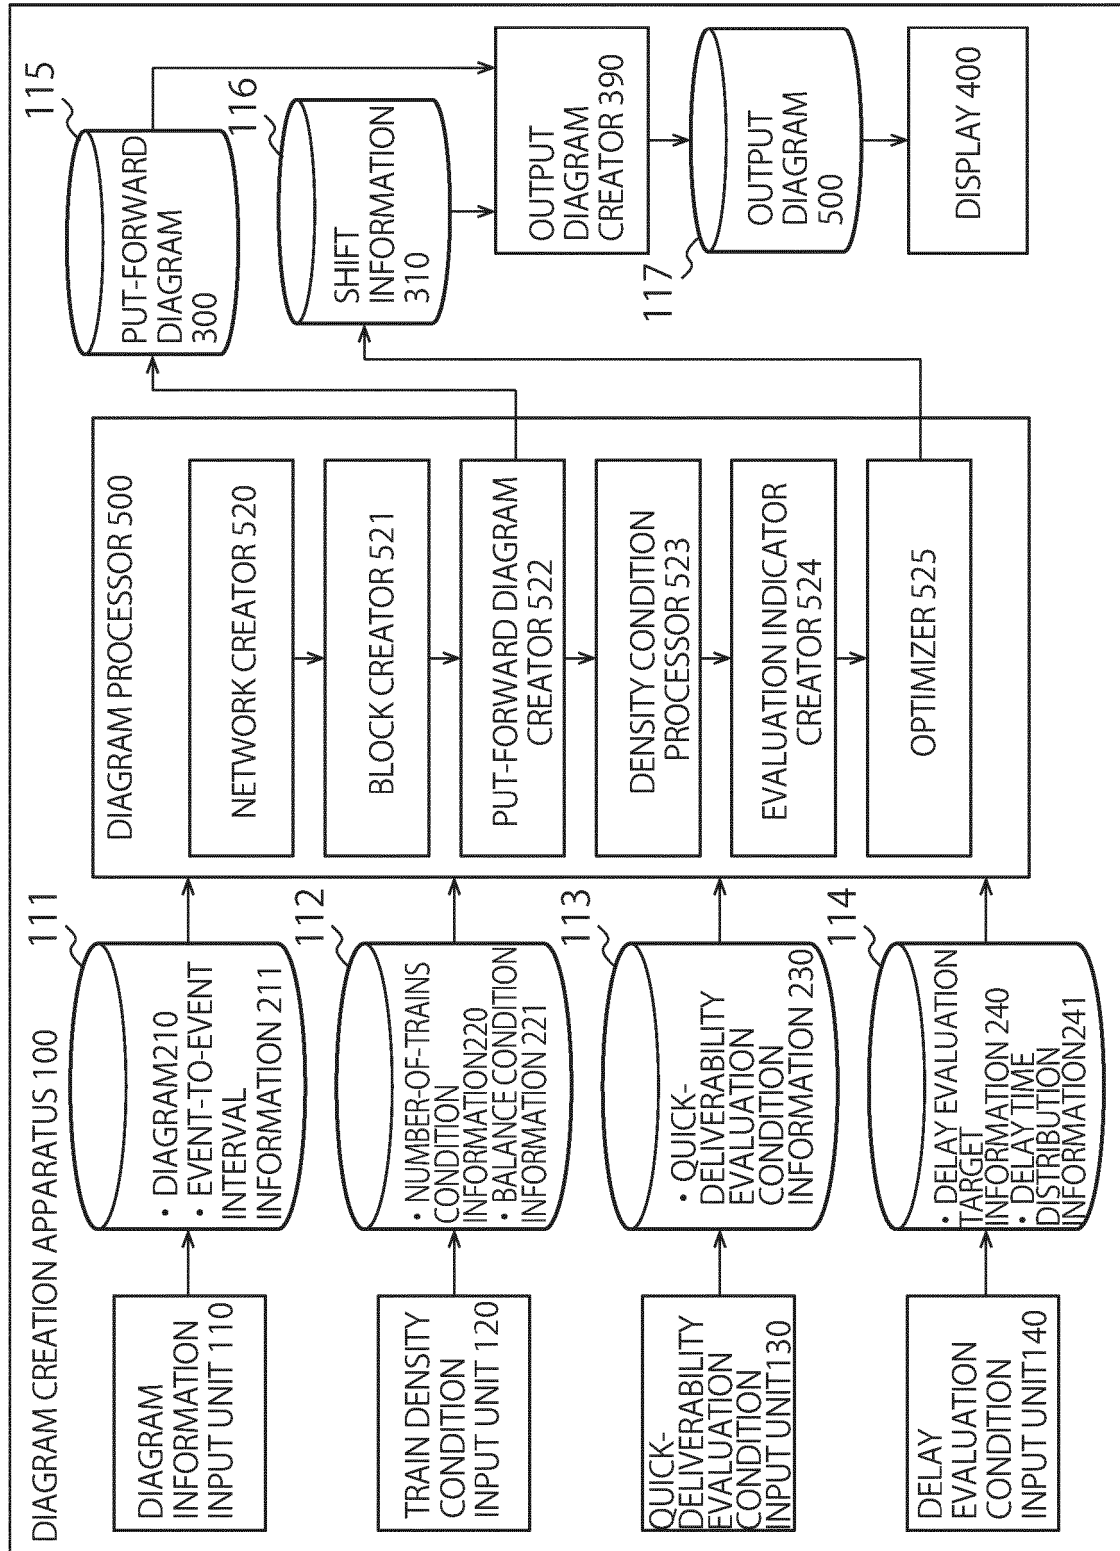 DIAGRAM CREATION APPARATUS 100
DIAGRAM
INFORMATION
INPUT UNIT 110
TRAIN DENSITY
CONDITION
INPUT UNIT 120
QUICK-
DELIVERABILITY
EVALUATION
CONDITION
INPUT UNIT130
DELAY
EVALUATION
CONDITION
INPUT UNIT140
111
• DIAGRAM210
• EVENT-TO-EVENT
INTERVAL
INFORMATION 211
112
• NUMBER-OF-TRAINS
CONDITION
INFORMATION220
• BALANCE CONDITION
INFORMATION 221
113
• QUICK-
DELIVERABILITY
EVALUATION
CONDITION
INFORMATION 230
114
• DELAY EVALUATION
TARGET
INFORMATION 240
• DELAY TIME
DISTRIBUTION
INFORMATION241
DIAGRAM PROCESSOR 500
NETWORK CREATOR 520
BLOCK CREATOR 521
PUT-FORWARD DIAGRAM
CREATOR 522
DENSITY CONDITION
PROCESSOR 523
EVALUATION INDICATOR
CREATOR 524
OPTIMIZER 525
115
PUT-FORWARD
DIAGRAM
300
116
SHIFT
INFORMATION
310
OUTPUT
DIAGRAM
CREATOR 390
117
OUTPUT
DIAGRAM
500
DISPLAY 400